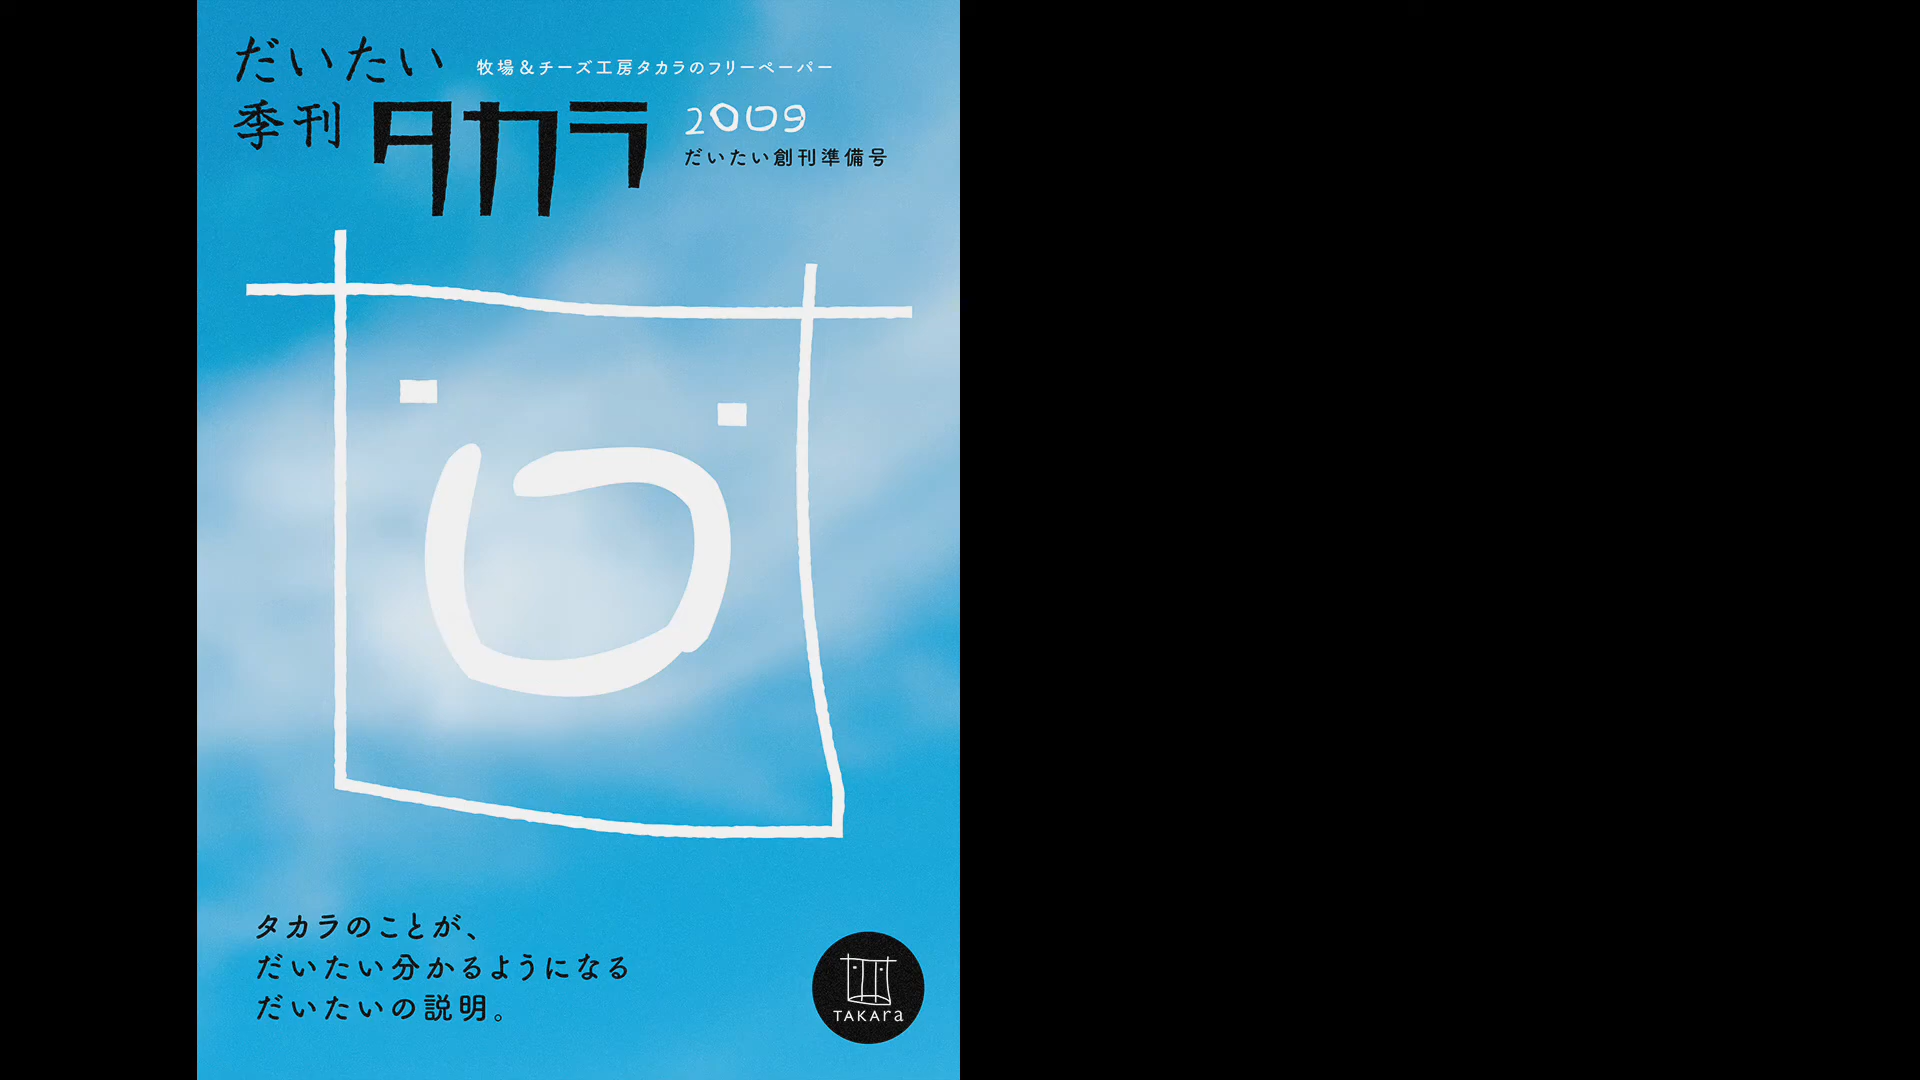 だいたい
季刊 タカラ
牧場＆チーズ工房タカラのフリーペーパー
2009
だいたい創刊準備号
タカラのことが、
だいたい分かるようになる
だいたいの説明。
TAKAra